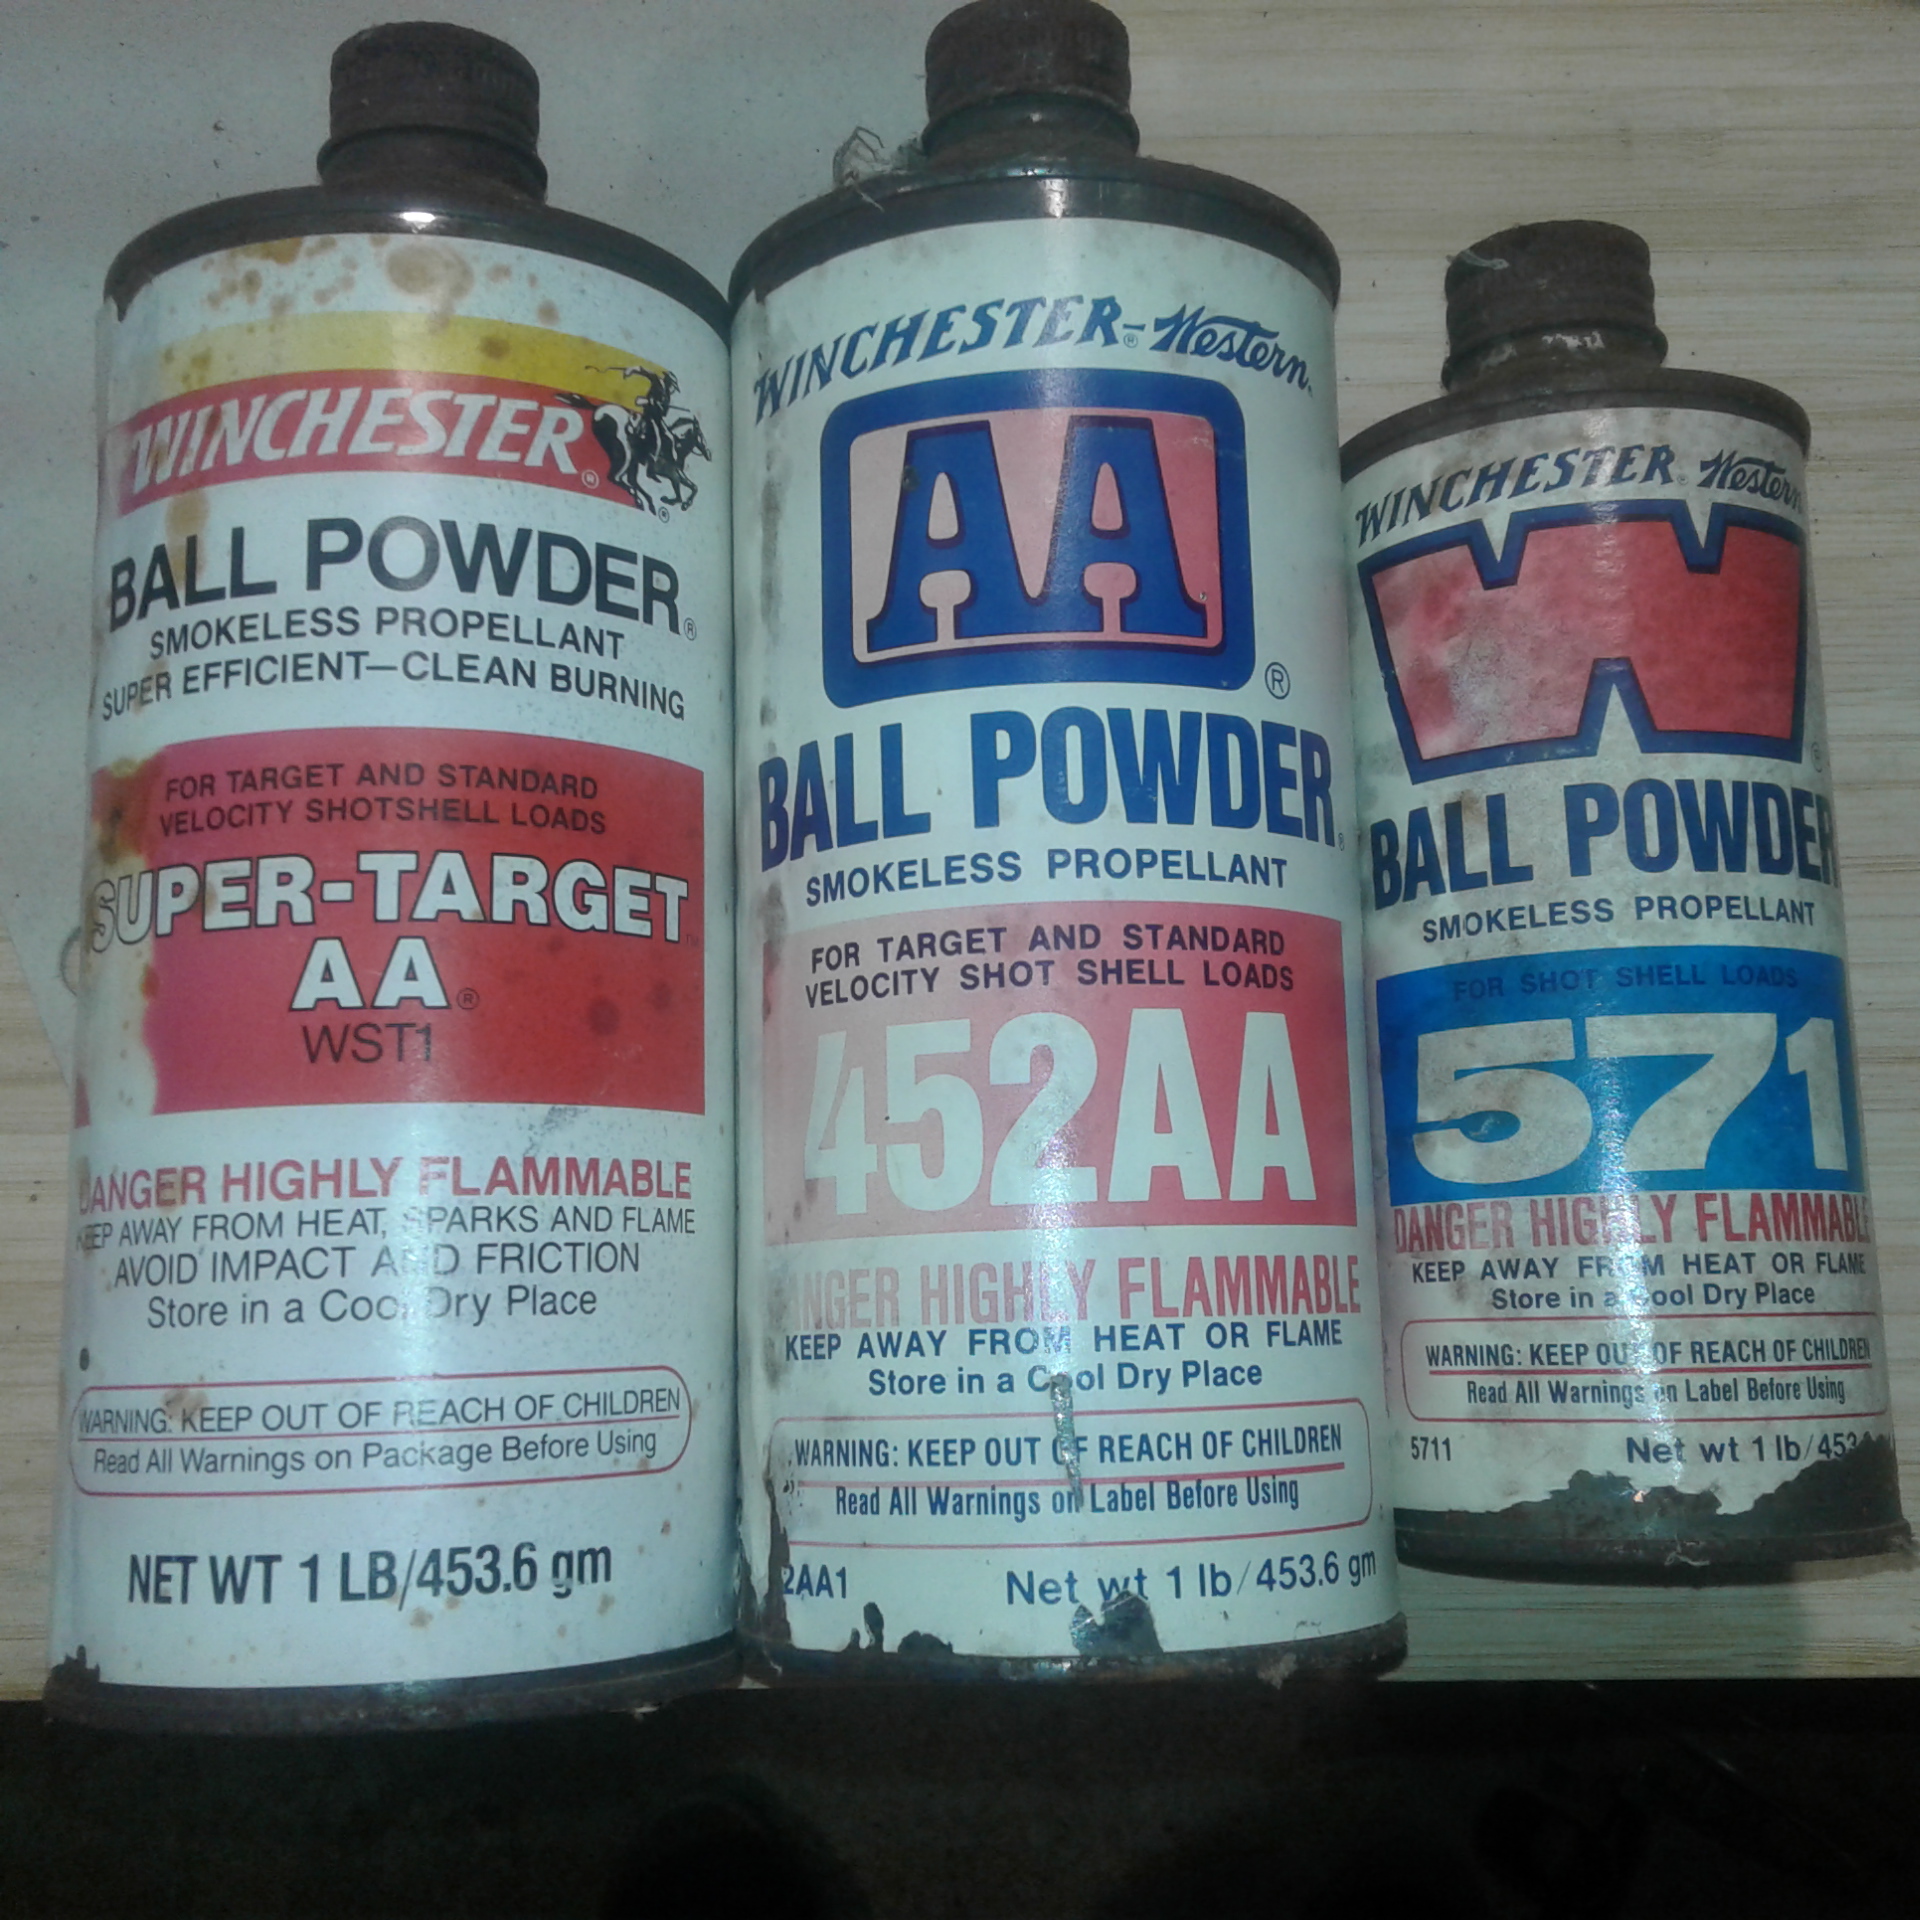 WINCHESTER®
BALL POWDER®
SMOKELESS PROPELLANT
SUPER EFFICIENT—CLEAN BURNING
FOR TARGET AND STANDARD
VELOCITY SHOTSHELL LOADS
SUPER-TARGET™
AA®
WST1
DANGER HIGHLY FLAMMABLE
KEEP AWAY FROM HEAT, SPARKS AND FLAME
AVOID IMPACT AND FRICTION
Store in a Cool Dry Place
WARNING: KEEP OUT OF REACH OF CHILDREN
Read All Warnings on Package Before Using
NET WT 1 LB/453.6 gm
WINCHESTER®-Western.
AA®
BALL POWDER®
SMOKELESS PROPELLANT
FOR TARGET AND STANDARD
VELOCITY SHOT SHELL LOADS
452AA
DANGER HIGHLY FLAMMABLE
KEEP AWAY FROM HEAT OR FLAME
Store in a Cool Dry Place
WARNING: KEEP OUT OF REACH OF CHILDREN
Read All Warnings on Label Before Using
2AA1 Net wt 1 lb/453.6 gm
WINCHESTER® Western
W®
BALL POWDER
SMOKELESS PROPELLANT
FOR SHOT SHELL LOADS
571
DANGER HIGHLY FLAMMABLE
KEEP AWAY FROM HEAT OR FLAME
Store in a Cool Dry Place
WARNING: KEEP OUT OF REACH OF CHILDREN
Read All Warnings on Label Before Using
5711 Net wt 1 lb/453